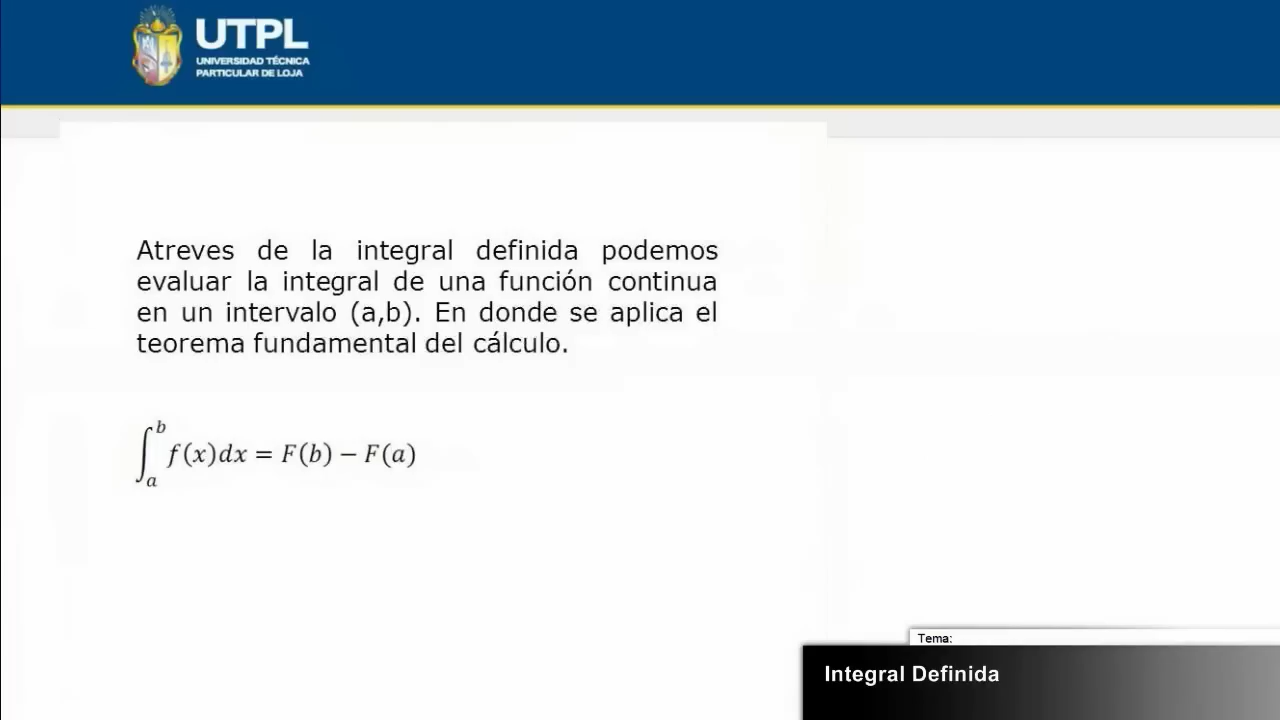 UTPL
UNIVERSIDAD TÉCNICA
PARTICULAR DE LOJA
Atreves de la integral definida podemos
evaluar la integral de una función continua
en un intervalo (a,b). En donde se aplica el
teorema fundamental del cálculo.
∫_a^b f(x)dx = F(b) − F(a)
Tema:
Integral Definida